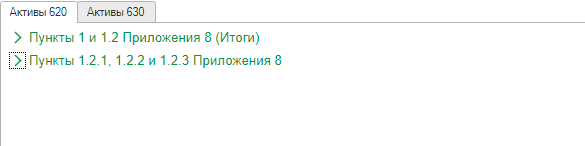 Активы 620 Активы 630
Пункты 1 и 1.2 Приложения 8 (Итоги)
Пункты 1.2.1, 1.2.2 и 1.2.3 Приложения 8